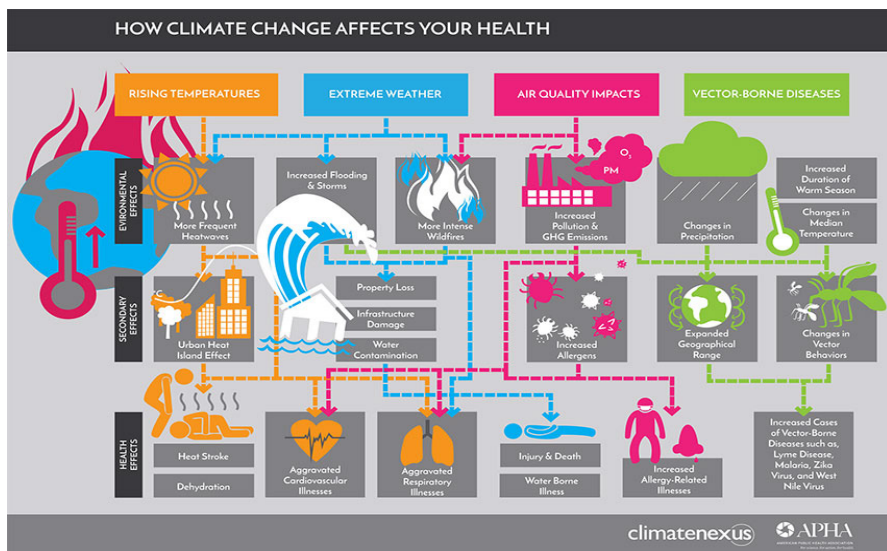 HOW CLIMATE CHANGE AFFECTS YOUR HEALTH
RISING TEMPERATURES
EXTREME WEATHER
AIR QUALITY IMPACTS
VECTOR-BORNE DISEASES
EVIRONMENTAL
EFFECTS
More Frequent
Heatwaves
Increased Flooding
& Storms
More Intense
Wildfires
O3
PM
Increased
Pollution &
GHG Emissions
Changes in
Precipitation
Increased
Duration of
Warm Season
Changes in
Median
Temperature
SECONDARY
EFFECTS
Urban Heat
Island Effect
Property Loss
Infrastructure
Damage
Water
Contamination
Increased
Allergens
Expanded
Geographical
Range
Changes
in Vector
Behaviors
HEALTH
EFFECTS
Heat Stroke
Dehydration
Aggravated
Cardiovascular
Illnesses
Aggravated
Respiratory
Illnesses
Injury & Death
Water Borne
Illness
Increased
Allergy-Related
Illnesses
Increased Cases
of Vector-Borne
Diseases such as,
Lyme Disease,
Malaria, Zika
Virus, and West
Nile Virus
climatenexus
APHA
AMERICAN PUBLIC HEALTH ASSOCIATION